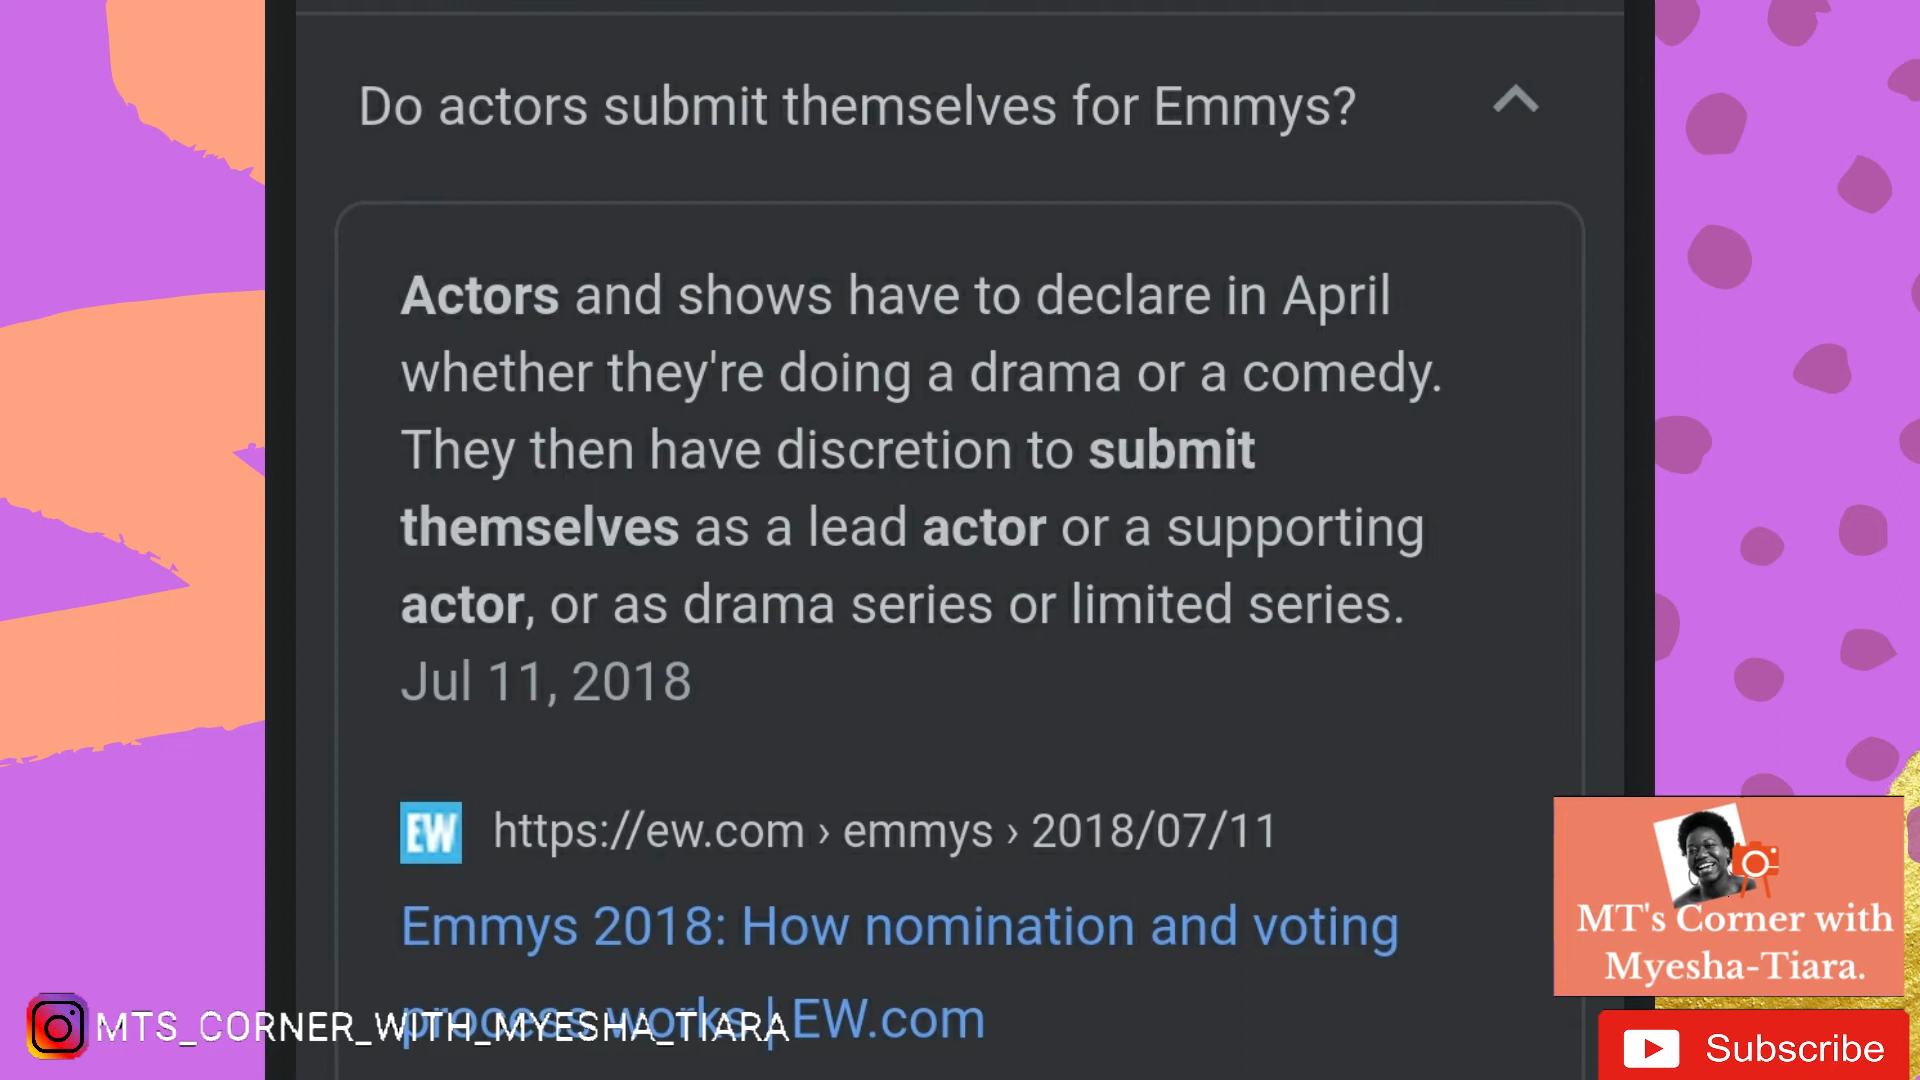 Do actors submit themselves for Emmys?
Actors and shows have to declare in April
whether they're doing a drama or a comedy.
They then have discretion to submit
themselves as a lead actor or a supporting
actor, or as drama series or limited series.
Jul 11, 2018
EW https://ew.com › emmys › 2018/07/11
Emmys 2018: How nomination and voting
process works | EW.com
MTS_CORNER_WITH_MYESHA_TIARA
MT's Corner with
Myesha-Tiara.
Subscribe